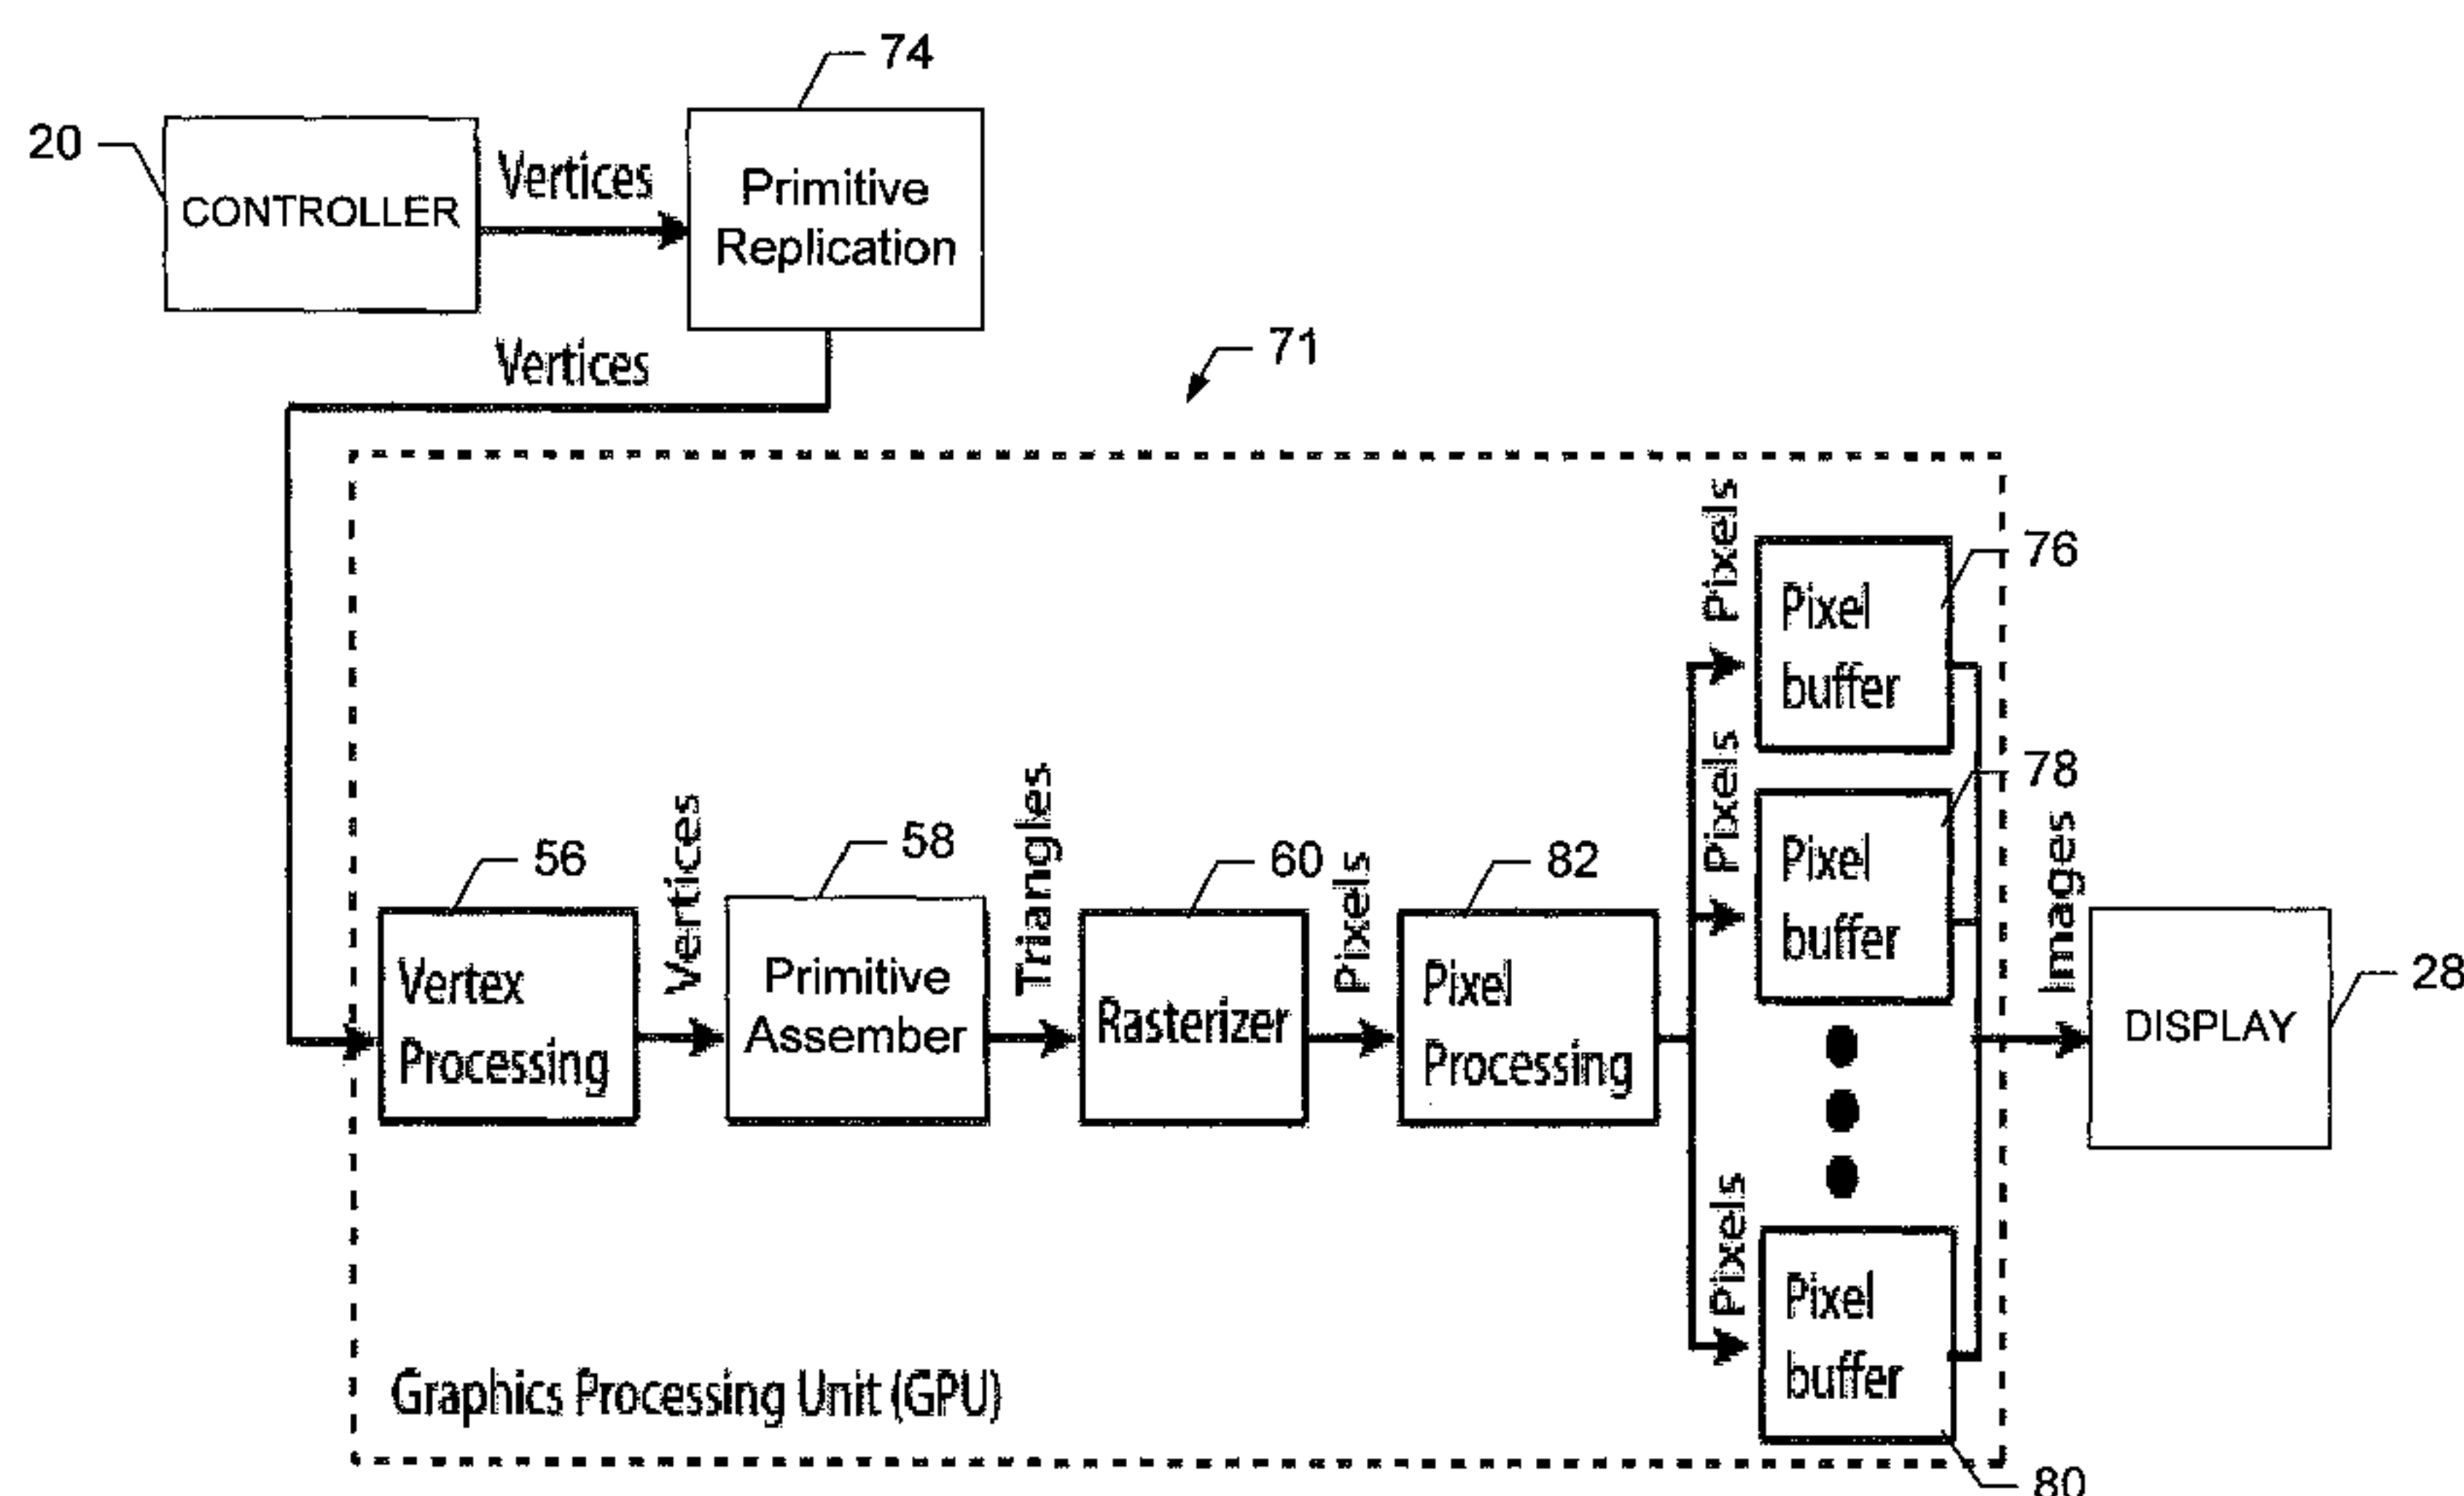 74
20
CONTROLLER
Vertices
Primitive
Replication
Vertices
71
Pixels
Pixel
buffer
76
Pixels
Pixel
buffer
78
56
Vertex
Processing
Vertices
58
Primitive
Assember
Triangles
60
Rasterizer
Pixels
82
Pixel
Processing
Images
DISPLAY
28
Pixels
Pixel
buffer
80
Graphics Processing Unit (GPU)